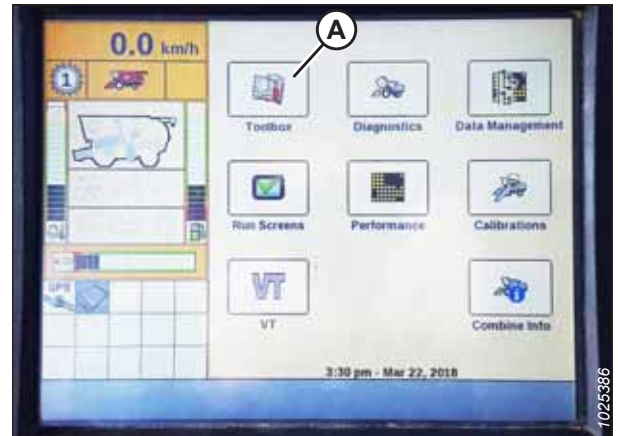 A
0.0 km/h
1
Toolbox
Diagnostics
Data Management
Run Screens
Performance
Calibrations
GPS
VT
VT
Combine Info
3:30 pm - Mar 22, 2018
1025386